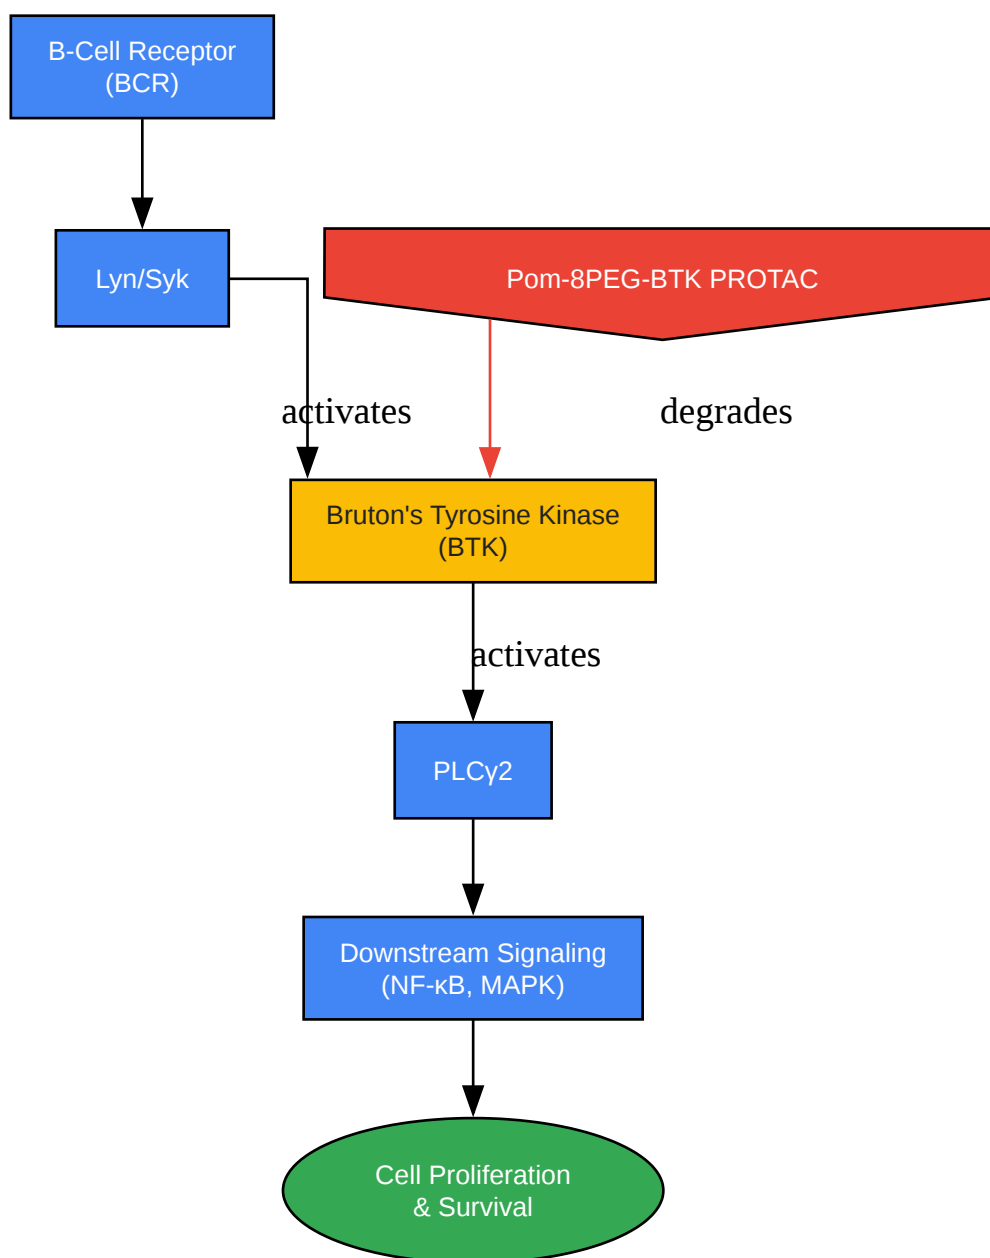 B-Cell Receptor
(BCR)
Lyn/Syk
Pom-8PEG-BTK PROTAC
activates
degrades
Bruton's Tyrosine Kinase
(BTK)
activates
PLCγ2
Downstream Signaling
(NF-κB, MAPK)
Cell Proliferation
& Survival